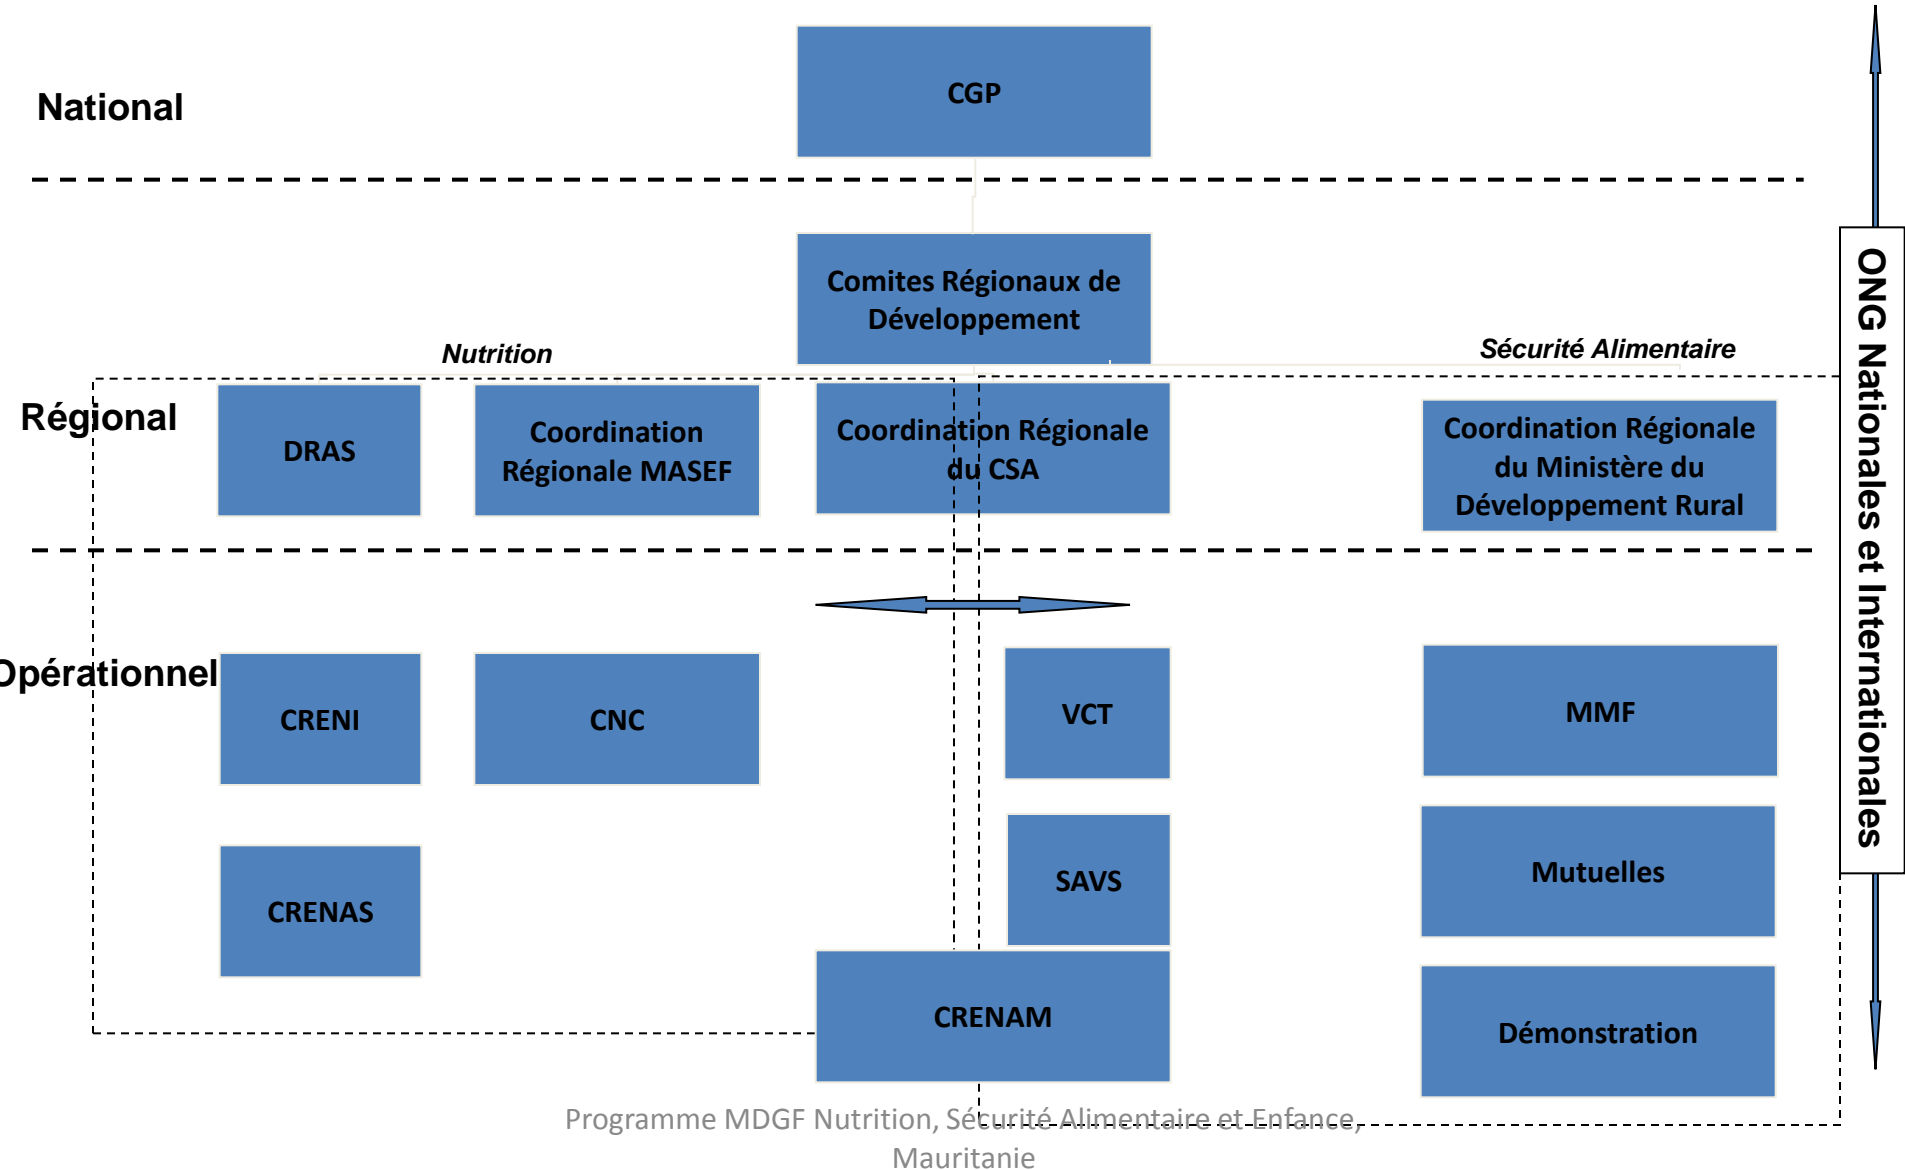 National
CGP
Comites Régionaux de
Développement
Nutrition
Sécurité Alimentaire
Régional
DRAS
Coordination
Régionale MASEF
Coordination Régionale
du CSA
Coordination Régionale
du Ministère du
Développement Rural
Opérationnel
CRENI
CNC
VCT
MMF
CRENAS
SAVS
Mutuelles
CRENAM
Démonstration
ONG Nationales et Internationales
Programme MDGF Nutrition, Sécurité Alimentaire et Enfance,
Mauritanie